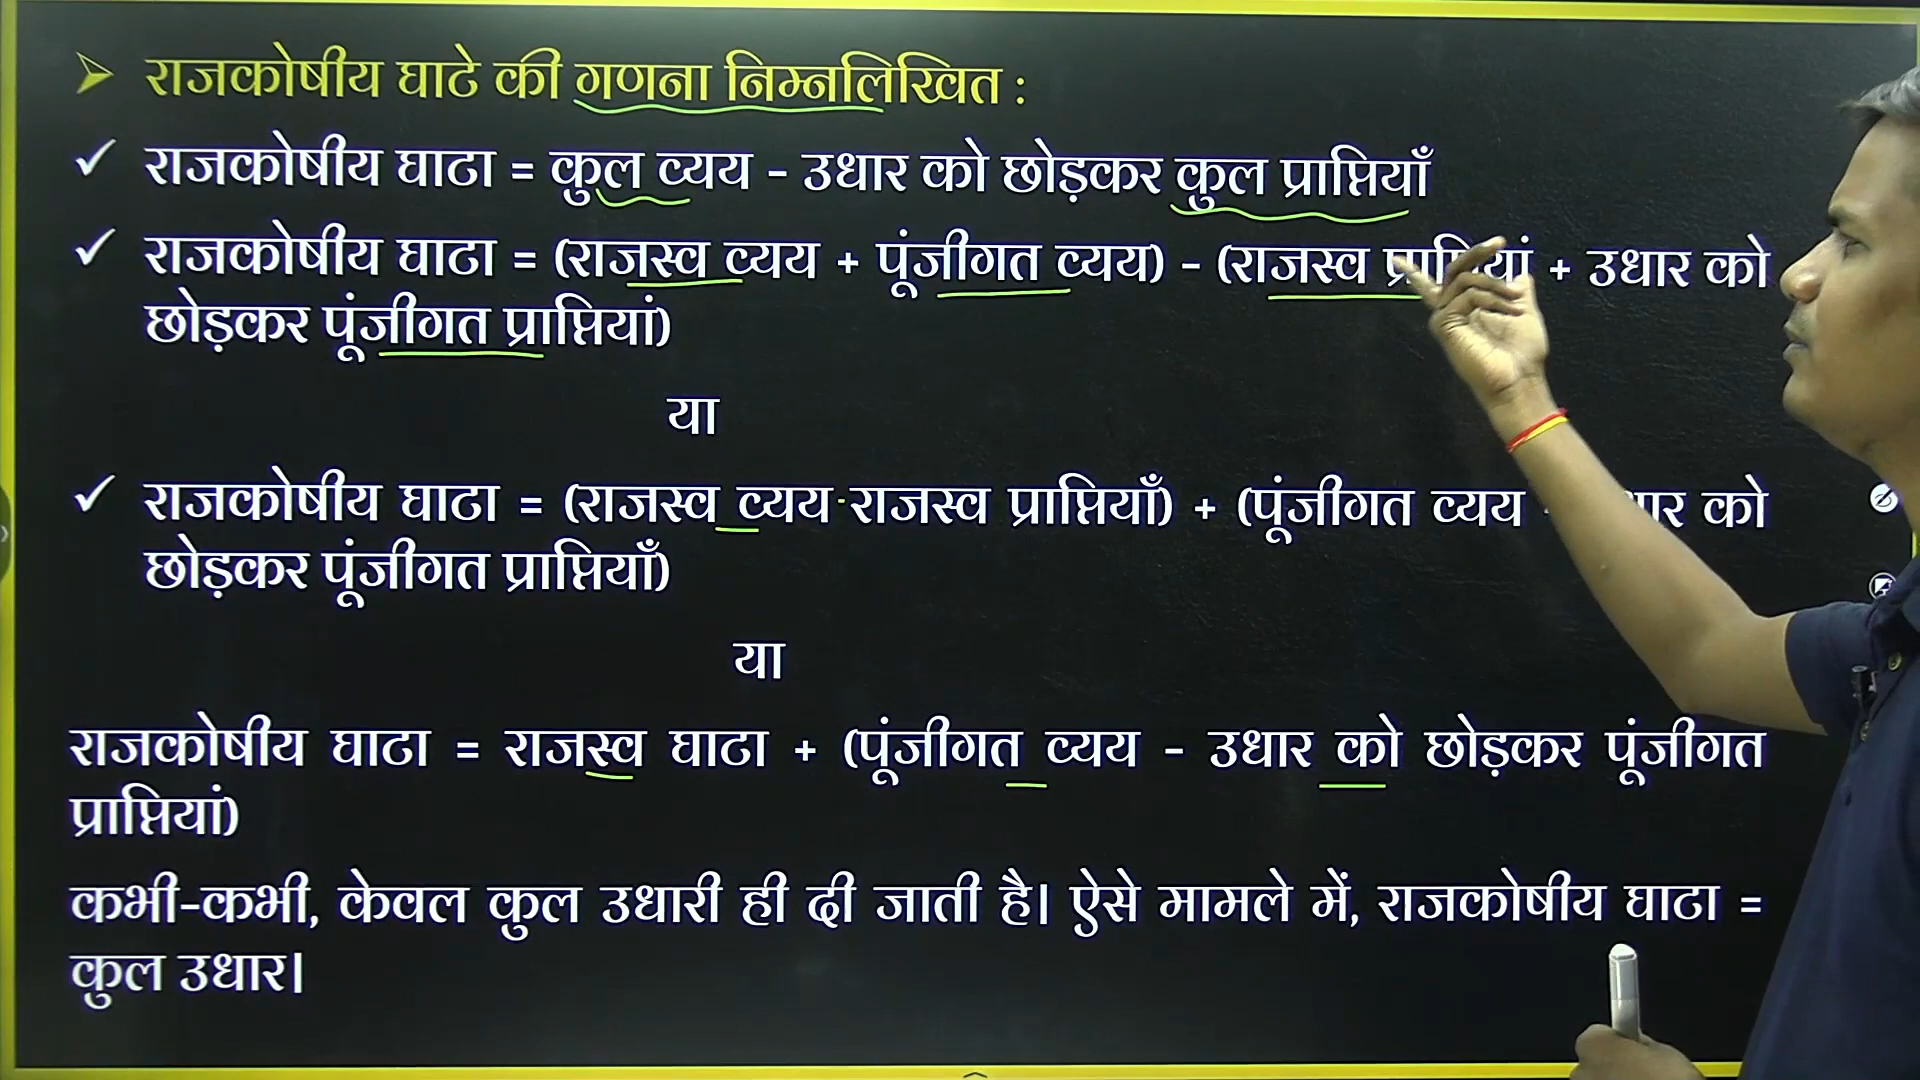 राजकोषीय घाटे की गणना निम्नलिखित :
राजकोषीय घाटा = कुल व्यय - उधार को छोड़कर कुल प्राप्तियाँ
राजकोषीय घाटा = (राजस्व व्यय + पूंजीगत व्यय) - (राजस्व + उधार को
छोड़कर पूंजीगत प्राप्तियां)
या
राजकोषीय घाटा = (राजस्व व्यय-राजस्व प्राप्तियाँ) + (पूंजीगत व्यय को
छोड़कर पूंजीगत प्राप्तियाँ)
या
राजकोषीय घाटा = राजस्व घाटा + (पूंजीगत व्यय - उधार को छोड़कर पूंजीगत
प्राप्तियां)
कभी-कभी, केवल कुल उधारी ही दी जाती है। ऐसे मामले में, राजकोषीय घाटा =
कुल उधार।